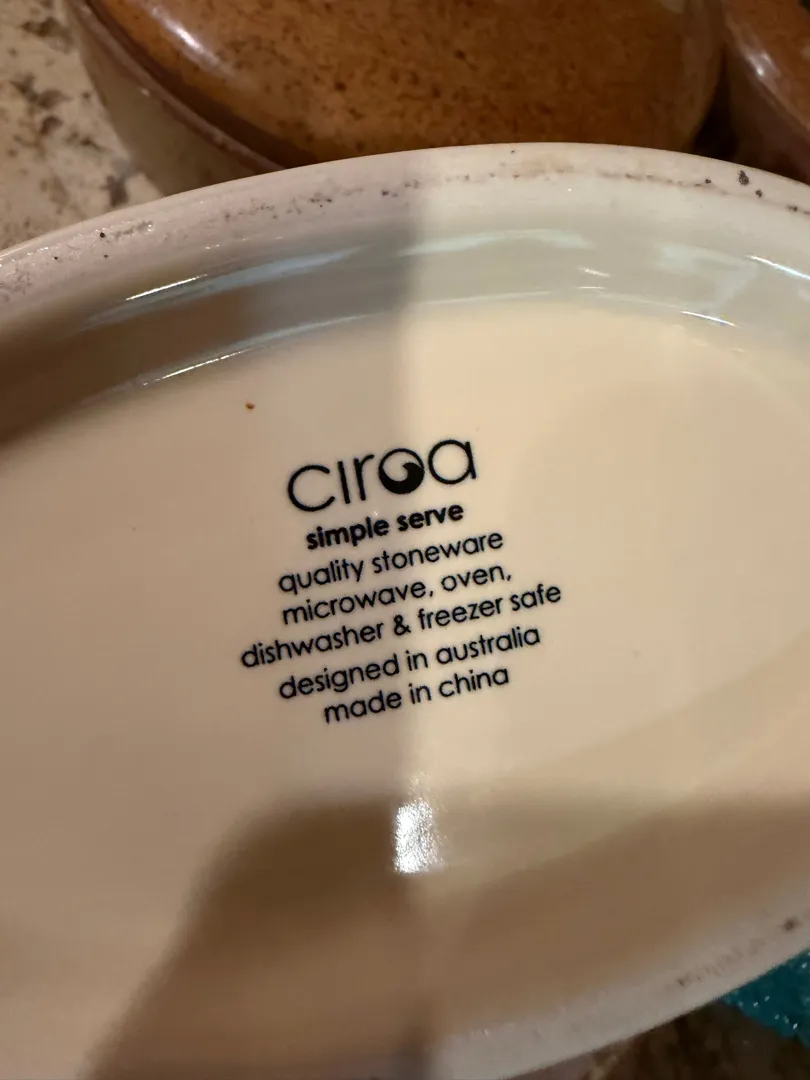 ciroa
simple serve
quality stoneware
microwave, oven,
dishwasher & freezer safe
designed in australia
made in china